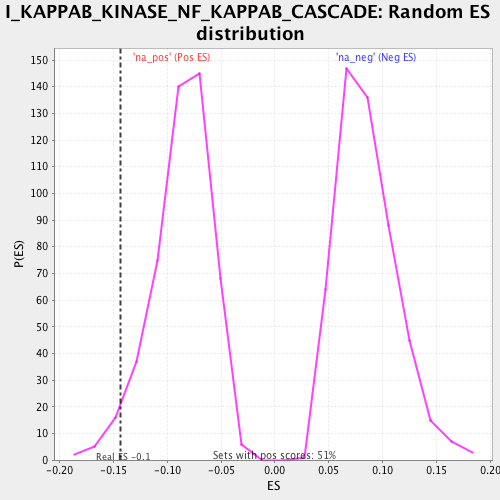 I_KAPPAB_KINASE_NF_KAPPAB_CASCADE: Random ES
distribution
'na_pos' (Pos ES)
'na_neg' (Neg ES)
150
140
130
120
110
100
90
80
70
60
50
40
30
20
10
0
P(ES)
Real ES -0.1
Sets with pos scores: 51%
-0.20 -0.15 -0.10 -0.05 0.00 0.05 0.10 0.15 0.20
ES